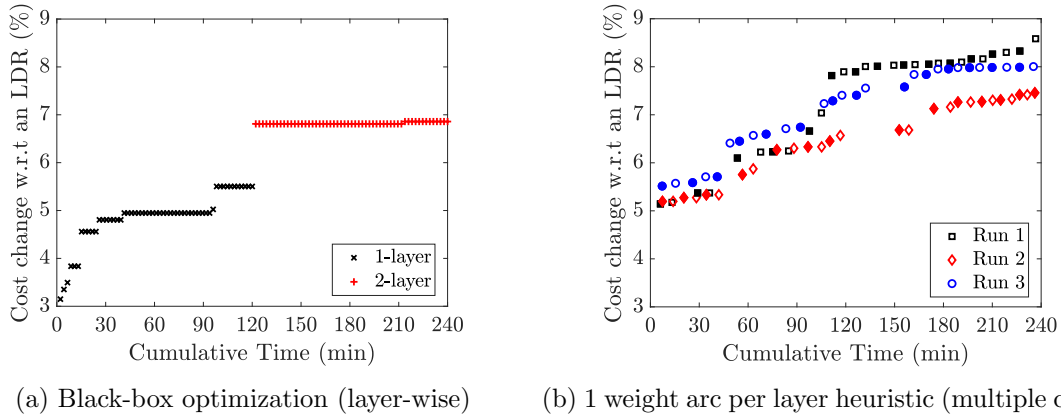 Cost change w.r.t an LDR (%)
9
8
7
6
5
4
3
0 30 60 90 120 150 180 210 240
Cumulative Time (min)
1-layer
2-layer
(a) Black-box optimization (layer-wise)
Cost change w.r.t an LDR (%)
9
8
7
6
5
4
3
0 30 60 90 120 150 180 210 240
Cumulative Time (min)
Run 1
Run 2
Run 3
(b) 1 weight arc per layer heuristic (multiple